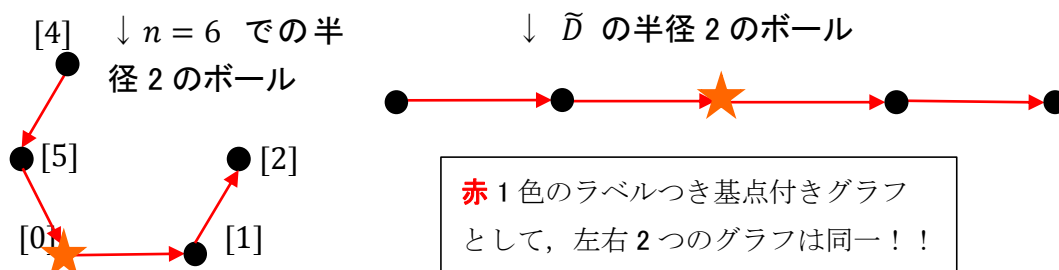 [4]
↓ n = 6 での半
径 2 のボール
[5]
[2]
[0]
[1]
↓ D̃ の半径 2 のボール
赤 1 色のラベルつき基点付きグラフ
として，左右 2 つのグラフは同一！！